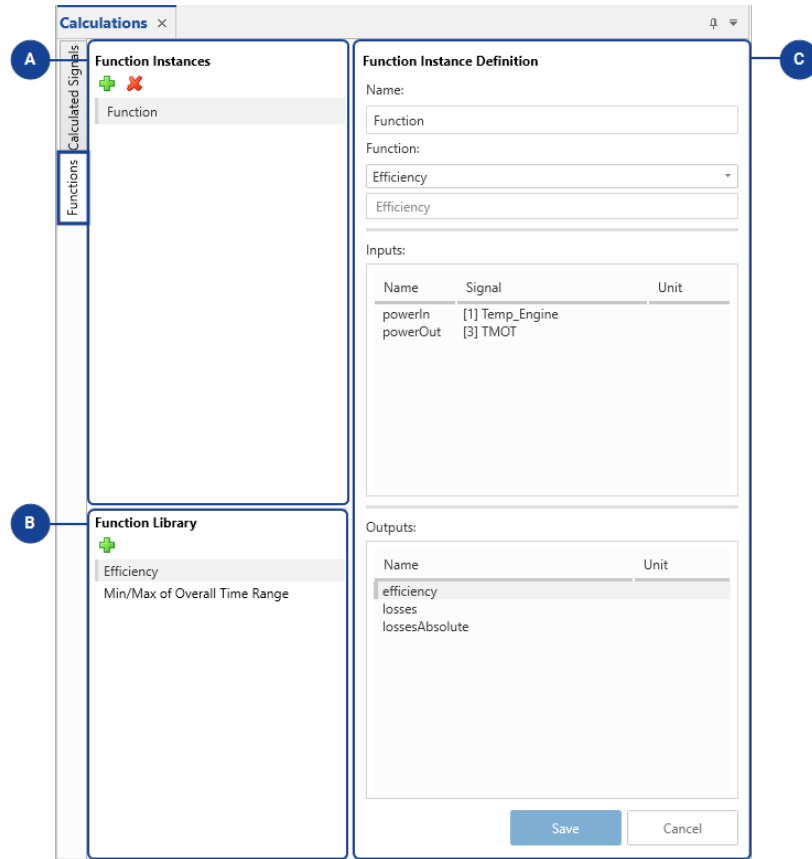 Calculations ×
A
C
Calculated Signals
Functions
Function Instances
Function
B
Function Library
Efficiency
Min/Max of Overall Time Range
Function Instance Definition
Name:
Function
Function:
Efficiency
Efficiency
Inputs:
Name Signal Unit
powerIn [1] Temp_Engine
powerOut [3] TMOT
Outputs:
Name Unit
efficiency
losses
lossesAbsolute
Save Cancel